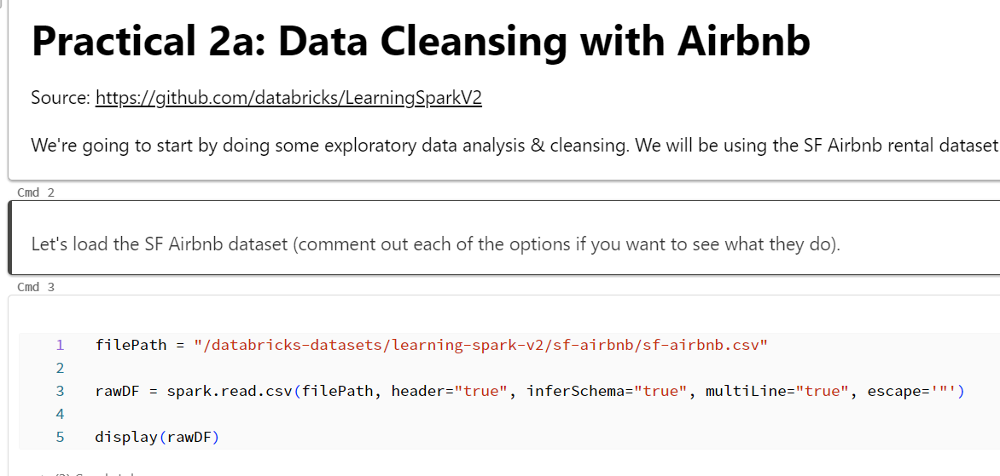 Practical 2a: Data Cleansing with Airbnb
Source: https://github.com/databricks/LearningSparkV2
We're going to start by doing some exploratory data analysis & cleansing. We will be using the SF Airbnb rental dataset
Cmd 2
Let's load the SF Airbnb dataset (comment out each of the options if you want to see what they do).
Cmd 3
1 filePath = "/databricks-datasets/learning-spark-v2/sf-airbnb/sf-airbnb.csv"
2
3 rawDF = spark.read.csv(filePath, header="true", inferSchema="true", multiLine="true", escape='"')
4
5 display(rawDF)